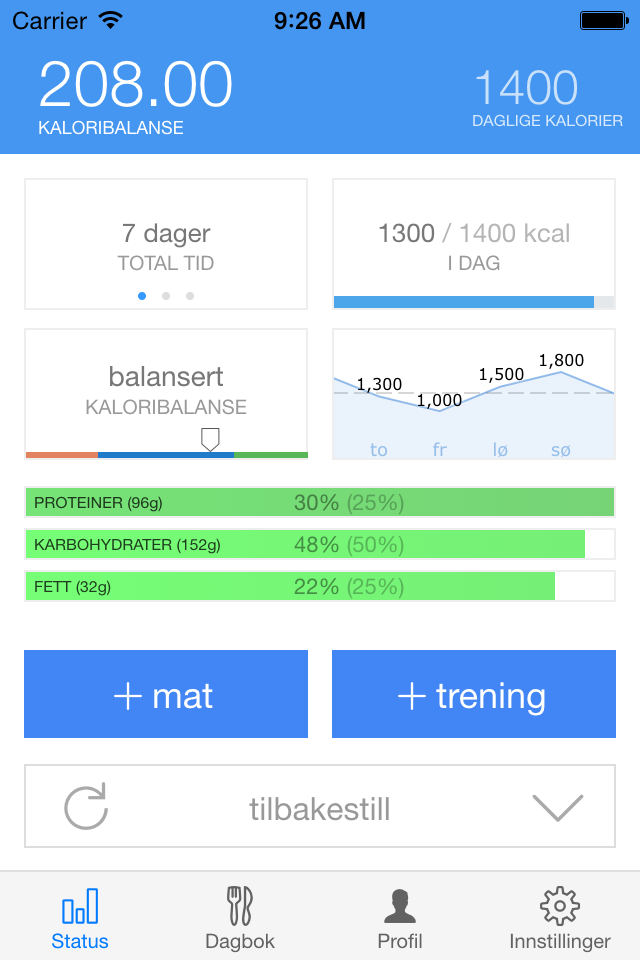 Carrier 9:26 AM
208.00
KALORIBALANSE
1400
DAGLIGE KALORIER
7 dager
TOTAL TID
1300 / 1400 kcal
I DAG
balansert
KALORIBALANSE
1,300 1,000 1,500 1,800
to fr lø sø
PROTEINER (96g) 30% (25%)
KARBOHYDRATER (152g) 48% (50%)
FETT (32g) 22% (25%)
+ mat
+ trening
tilbakestill
Status Dagbok Profil Innstillinger